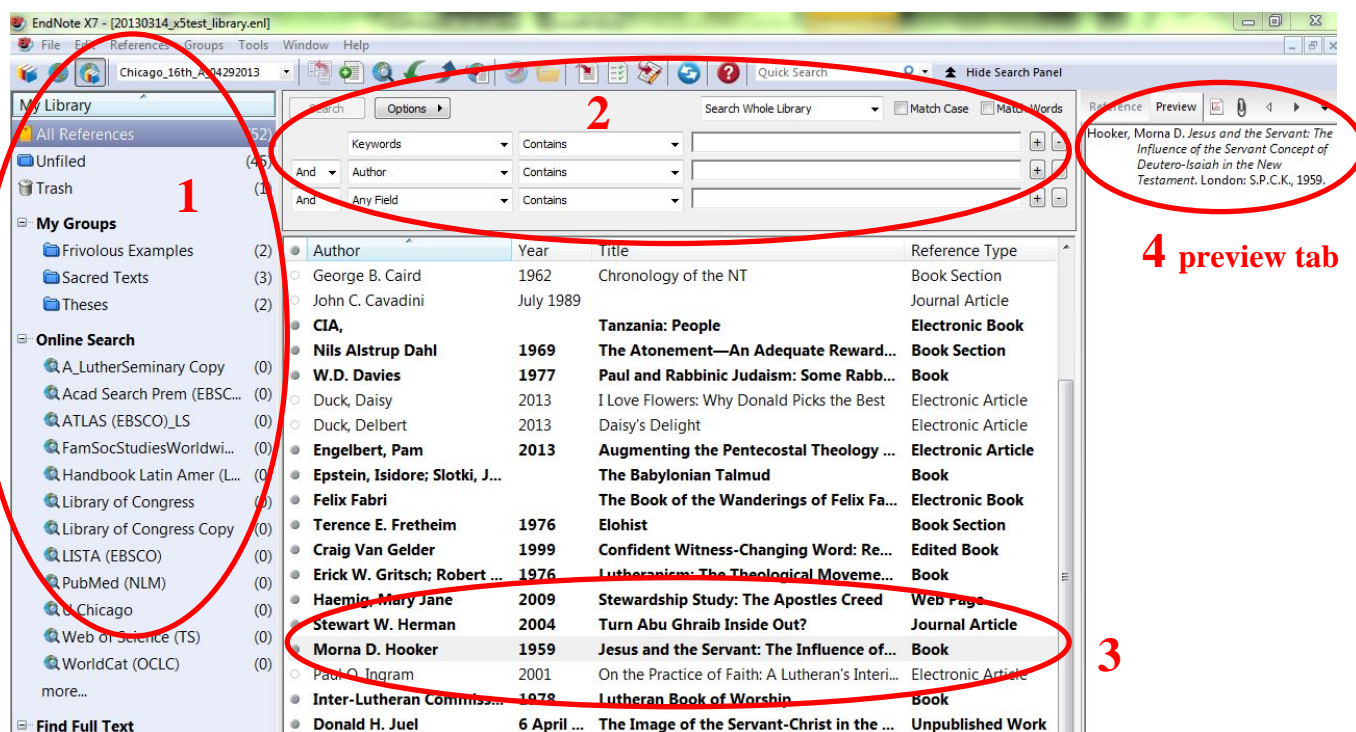 EndNote X7 - [20130314_x5test_library.enl]
File Edit References Groups Tools Window Help
Chicago_16th_A_04292013 Quick Search Hide Search Panel
My Library
All References (52)
Unfiled (45)
Trash (1)
My Groups
Frivolous Examples (2)
Sacred Texts (3)
Theses (2)
Online Search
A_LutherSeminary Copy (0)
Acad Search Prem (EBSC... (0)
ATLAS (EBSCO)_LS (0)
FamSocStudiesWorldwi... (0)
Handbook Latin Amer (L... (0)
Library of Congress (0)
Library of Congress Copy (0)
LISTA (EBSCO) (0)
PubMed (NLM) (0)
U Chicago (0)
Web of Science (TS) (0)
WorldCat (OCLC) (0)
more...
Find Full Text
1
Search Options Search Whole Library Match Case Match Words
2
Keywords Contains + -
And Author Contains + -
And Any Field Contains + -
Author Year Title Reference Type
George B. Caird 1962 Chronology of the NT Book Section
John C. Cavadini July 1989 Journal Article
CIA, Tanzania: People Electronic Book
Nils Alstrup Dahl 1969 The Atonement—An Adequate Reward... Book Section
W.D. Davies 1977 Paul and Rabbinic Judaism: Some Rabb... Book
Duck, Daisy 2013 I Love Flowers: Why Donald Picks the Best Electronic Article
Duck, Delbert 2013 Daisy's Delight Electronic Article
Engelbert, Pam 2013 Augmenting the Pentecostal Theology ... Electronic Article
Epstein, Isidore; Slotki, J... The Babylonian Talmud Book
Felix Fabri The Book of the Wanderings of Felix Fa... Electronic Book
Terence E. Fretheim 1976 Elohist Book Section
Craig Van Gelder 1999 Confident Witness-Changing Word: Re... Edited Book
Erick W. Gritsch; Robert ... 1976 Lutheranism: The Theological Moveme... Book
Haemig, Mary Jane 2009 Stewardship Study: The Apostles Creed Web Page
Stewart W. Herman 2004 Turn Abu Ghraib Inside Out? Journal Article
Morna D. Hooker 1959 Jesus and the Servant: The Influence of... Book
Paul O. Ingram 2001 On the Practice of Faith: A Lutheran's Interi... Electronic Article
Inter-Lutheran Commiss... 1978 Lutheran Book of Worship Book
Donald H. Juel 6 April ... The Image of the Servant-Christ in the ... Unpublished Work
3
Reference Preview
Hooker, Morna D. Jesus and the Servant: The
Influence of the Servant Concept of
Deutero-Isaiah in the New
Testament. London: S.P.C.K., 1959.
4 preview tab